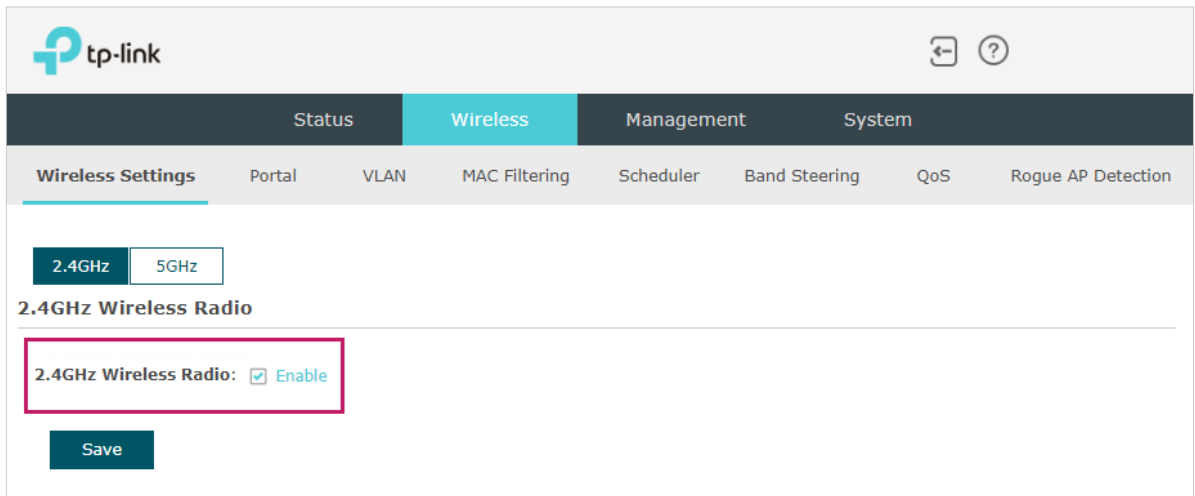 tp-link
?
Status Wireless Management System
Wireless Settings Portal VLAN MAC Filtering Scheduler Band Steering QoS Rogue AP Detection
2.4GHz 5GHz
2.4GHz Wireless Radio
2.4GHz Wireless Radio: Enable
Save